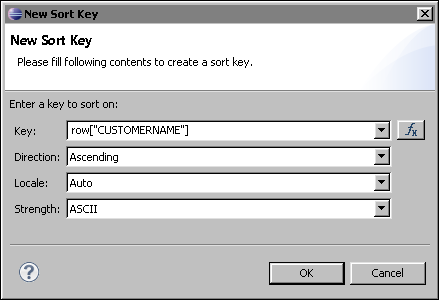 New Sort Key
New Sort Key
Please fill following contents to create a sort key.
Enter a key to sort on:
Key: row["CUSTOMERNAME"] fx
Direction: Ascending
Locale: Auto
Strength: ASCII
? OK Cancel